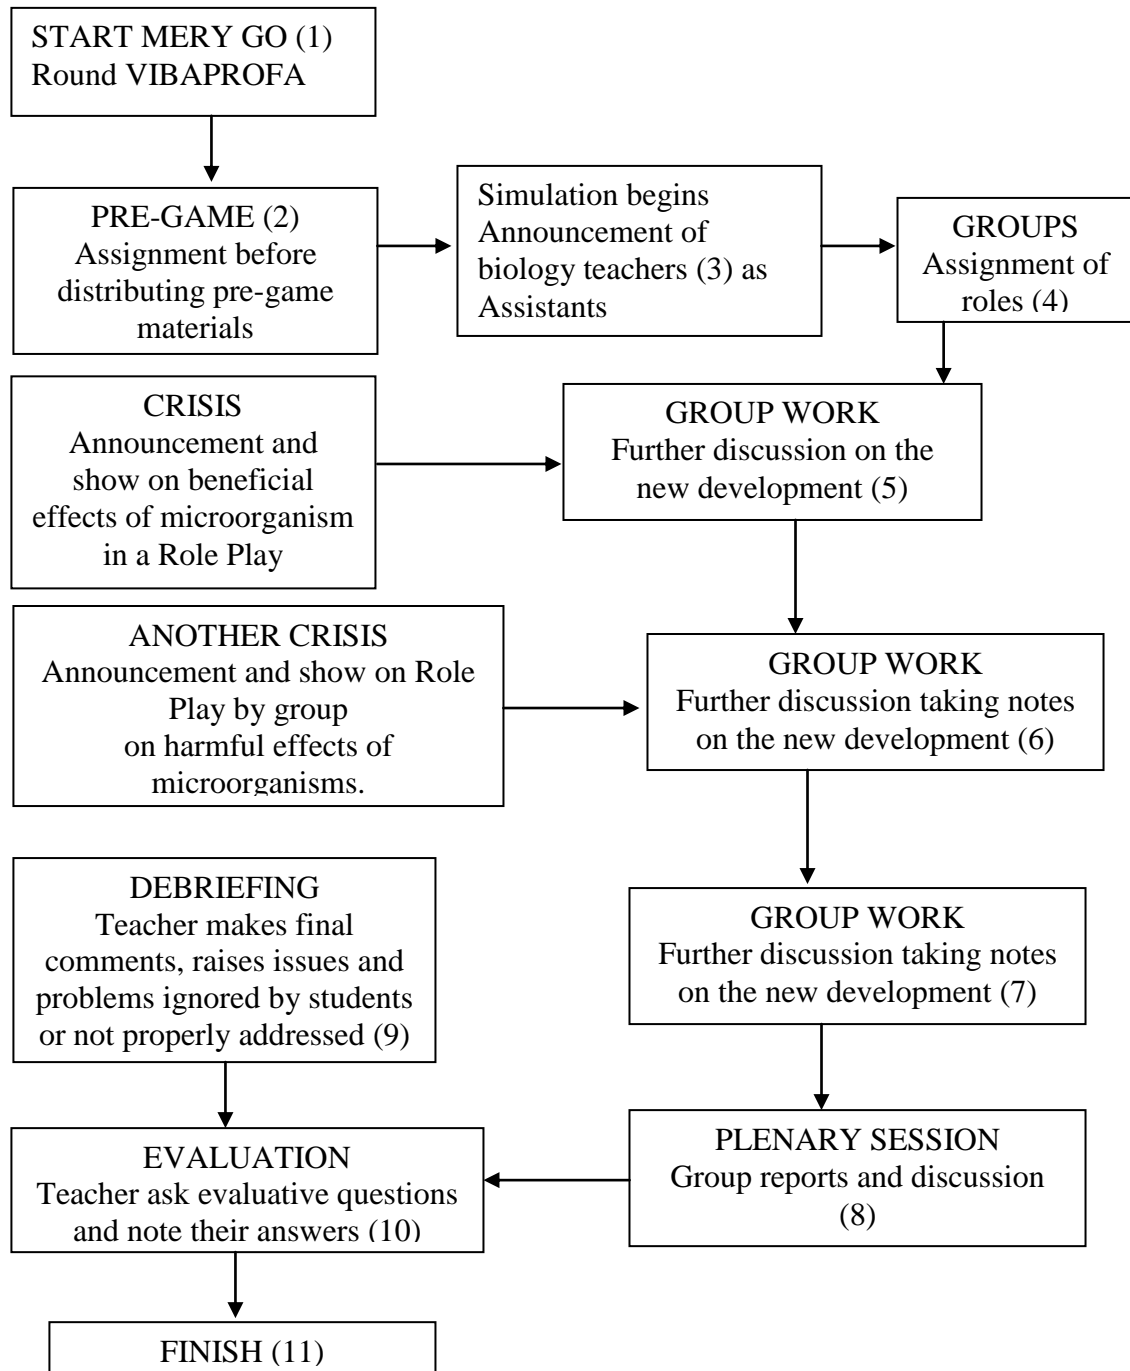 START MERY GO (1)
Round VIBAPROFA
PRE-GAME (2)
Assignment before
distributing pre-game
materials
Simulation begins
Announcement of
biology teachers (3) as
Assistants
GROUPS
Assignment of
roles (4)
CRISIS
Announcement and
show on beneficial
effects of microorganism
in a Role Play
GROUP WORK
Further discussion on the
new development (5)
ANOTHER CRISIS
Announcement and show on Role
Play by group
on harmful effects of
microorganisms.
GROUP WORK
Further discussion taking notes
on the new development (6)
DEBRIEFING
Teacher makes final
comments, raises issues and
problems ignored by students
or not properly addressed (9)
GROUP WORK
Further discussion taking notes
on the new development (7)
EVALUATION
Teacher ask evaluative questions
and note their answers (10)
PLENARY SESSION
Group reports and discussion
(8)
FINISH (11)